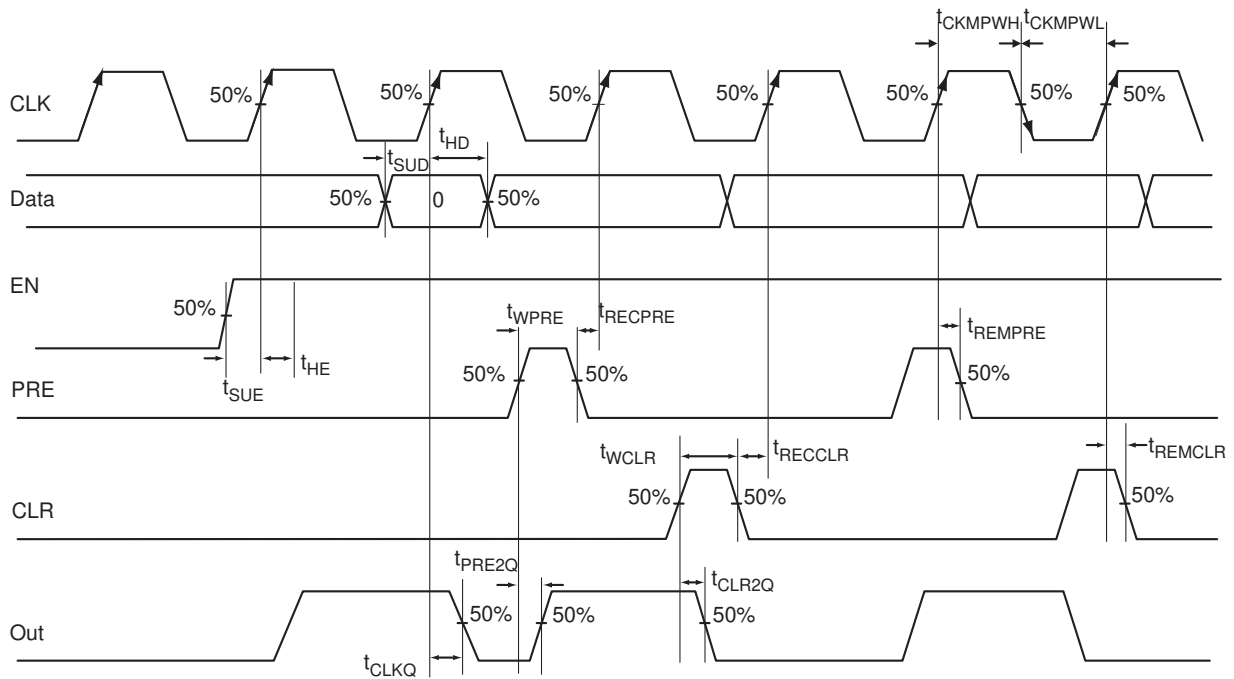 tCKMPWH tCKMPWL
CLK 50% 50% 50% 50% 50% 50% 50%
tSUD tHD
Data 50% 0 50%
EN
50%
tSUE tHE
tWPRE tRECPRE tREMPRE
PRE 50% 50% 50%
tWCLR tRECCLR tREMCLR
CLR 50% 50% 50%
tPRE2Q tCLR2Q
Out 50% 50% 50%
tCLKQ